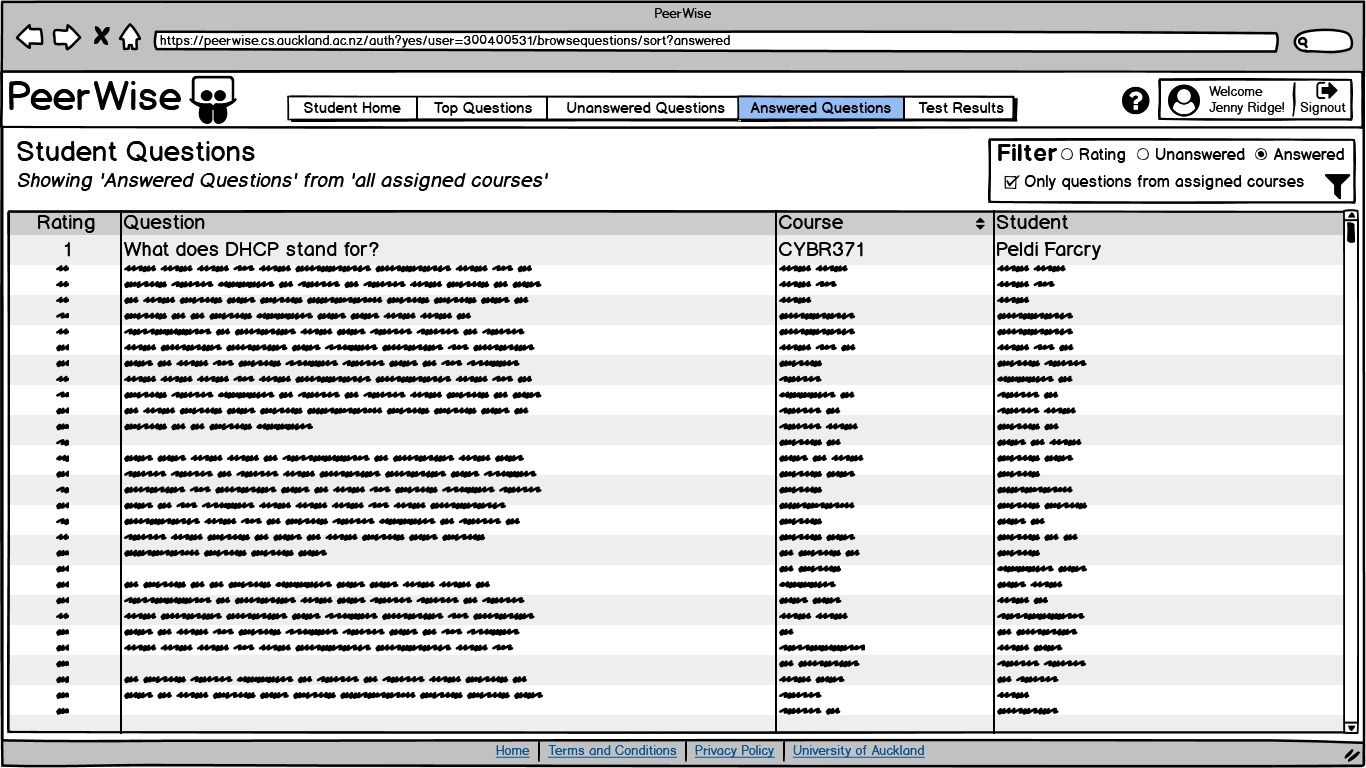 PeerWise
https://peerwise.cs.auckland.ac.nz/auth?yes/user=300400531/browsequestions/sort?answered
PeerWise
Student Home Top Questions Unanswered Questions Answered Questions Test Results
?
Welcome
Jenny Ridge!
Signout
Student Questions
Showing 'Answered Questions' from 'all assigned courses'
Filter Rating Unanswered Answered
Only questions from assigned courses
Rating Question Course Student
1 What does DHCP stand for? CYBR371 Peldi Farcry
Home Terms and Conditions Privacy Policy University of Auckland